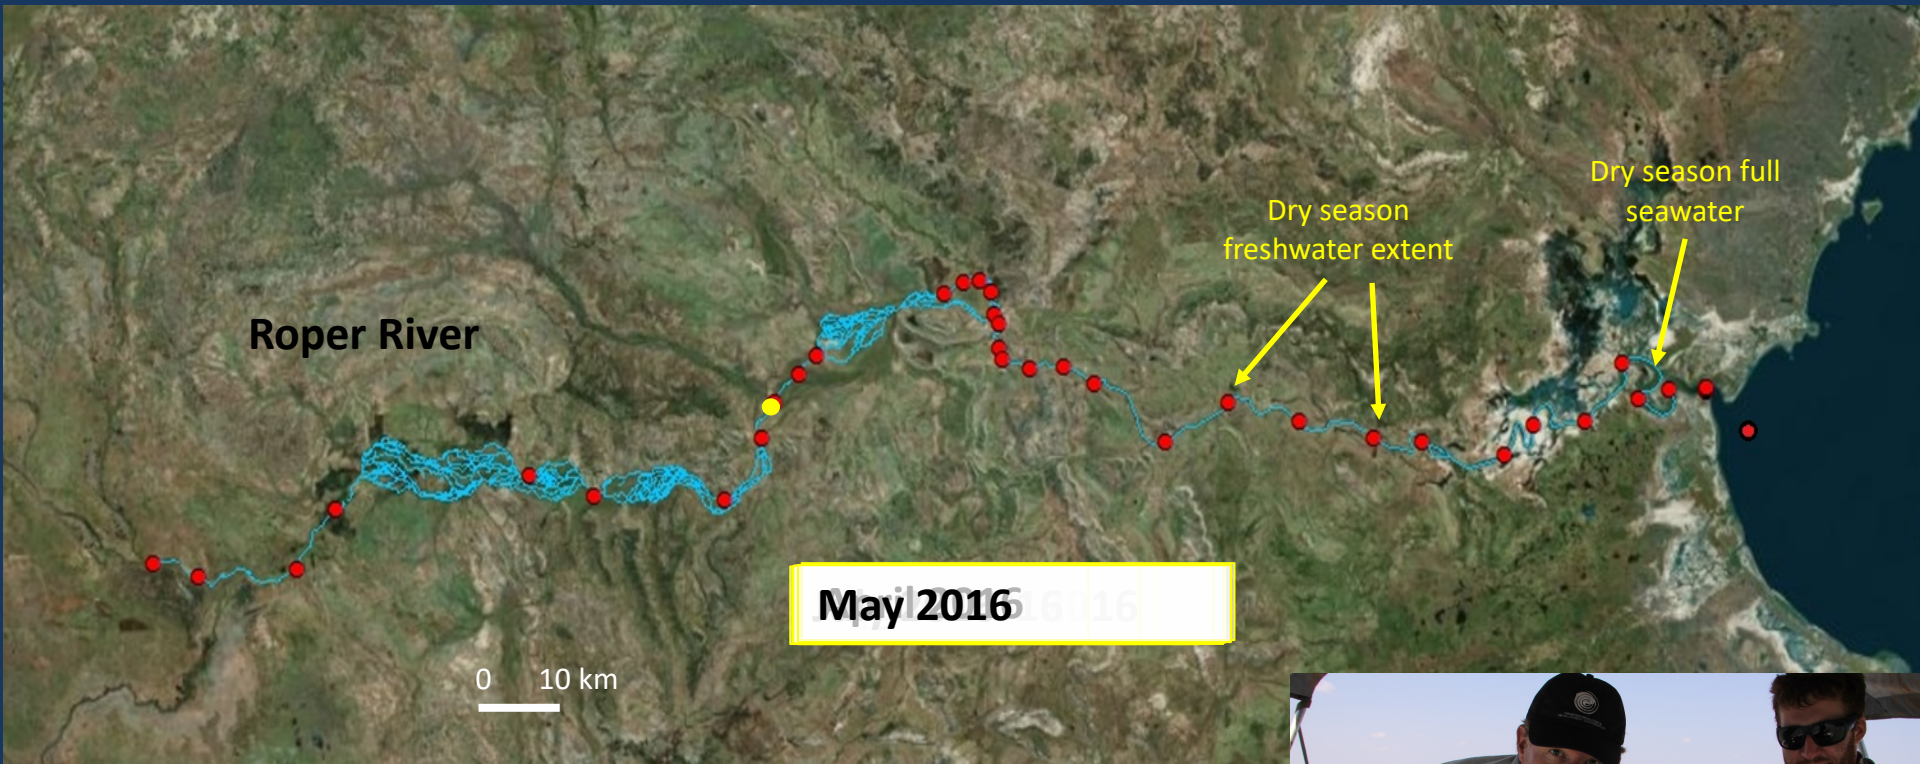 Dry season full
seawater
Dry season
freshwater extent
Roper River
May 2016
0 10 km